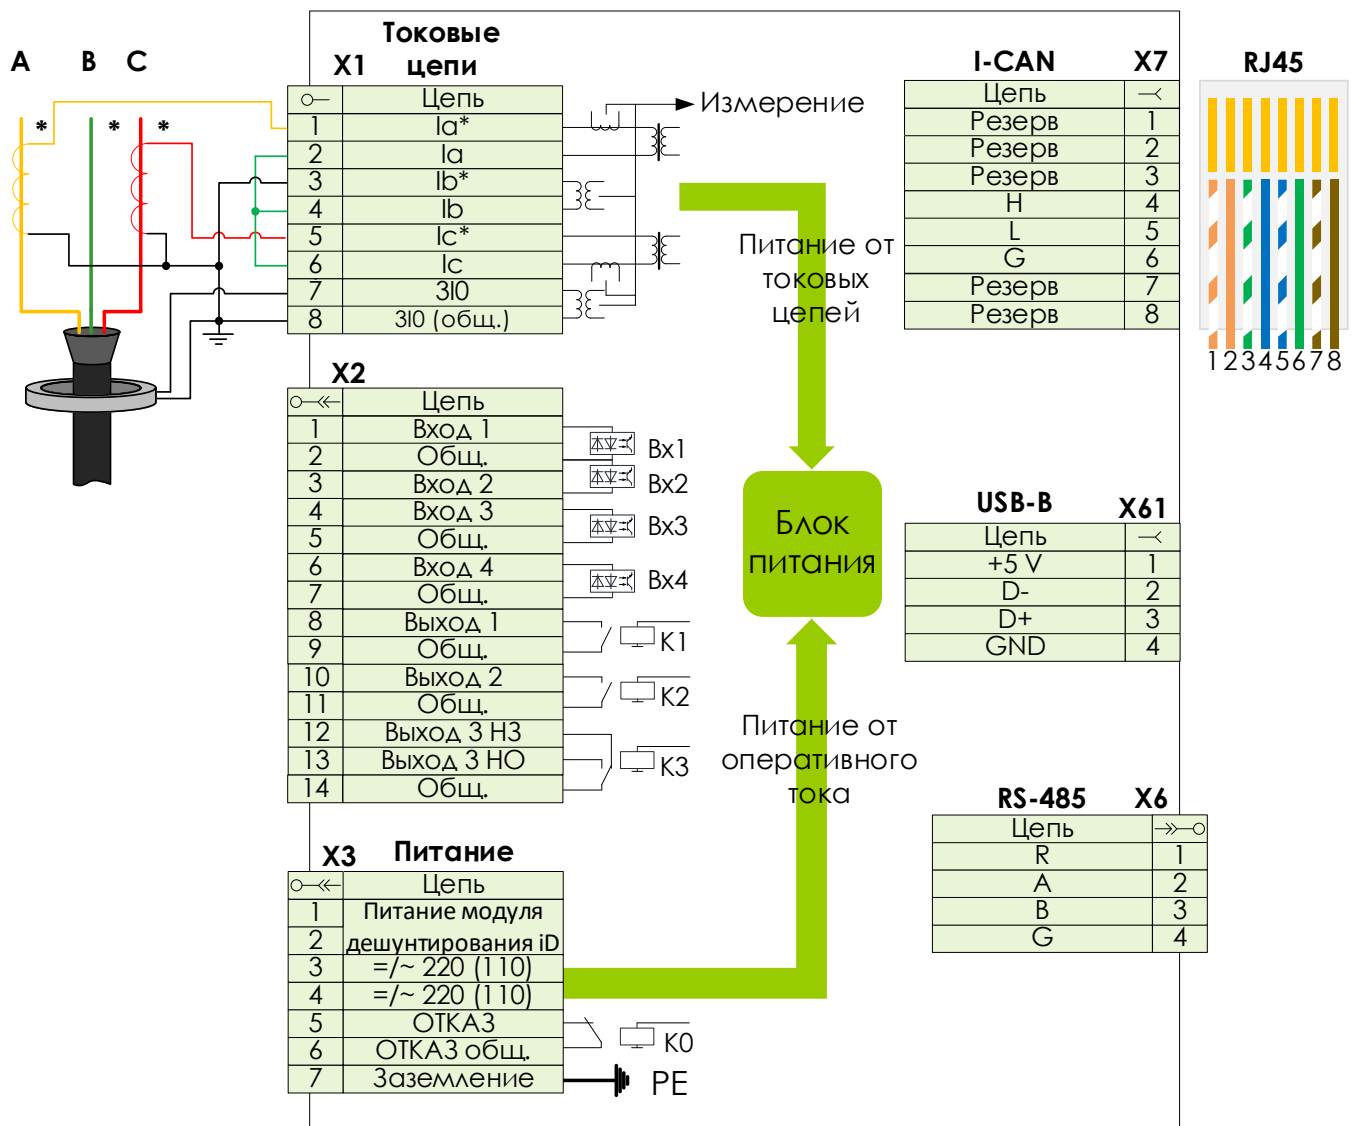 A B C
* * *
X1 Токовые
цепи
Цепь
1 Ia*
2 Ia
3 Ib*
4 Ib
5 Ic*
6 Ic
7 3I0
8 3I0 (общ.)
Измерение
Питание от
токовых
цепей
X2
Цепь
1 Вход 1
2 Общ.
3 Вход 2
4 Вход 3
5 Общ.
6 Вход 4
7 Общ.
8 Выход 1
9 Общ.
10 Выход 2
11 Общ.
12 Выход 3 НЗ
13 Выход 3 НО
14 Общ.
Вх1
Вх2
Вх3
Вх4
К1
К2
К3
Блок
питания
Питание от
оперативного
тока
X3 Питание
Цепь
1 Питание модуля
2 дешунтирования iD
3 =/~ 220 (110)
4 =/~ 220 (110)
5 ОТКАЗ
6 ОТКАЗ общ.
7 Заземление
К0
PE
I-CAN X7
Цепь
Резерв 1
Резерв 2
Резерв 3
H 4
L 5
G 6
Резерв 7
Резерв 8
RJ45
12345678
USB-B X61
Цепь
+5 V 1
D- 2
D+ 3
GND 4
RS-485 X6
Цепь
R 1
A 2
B 3
G 4